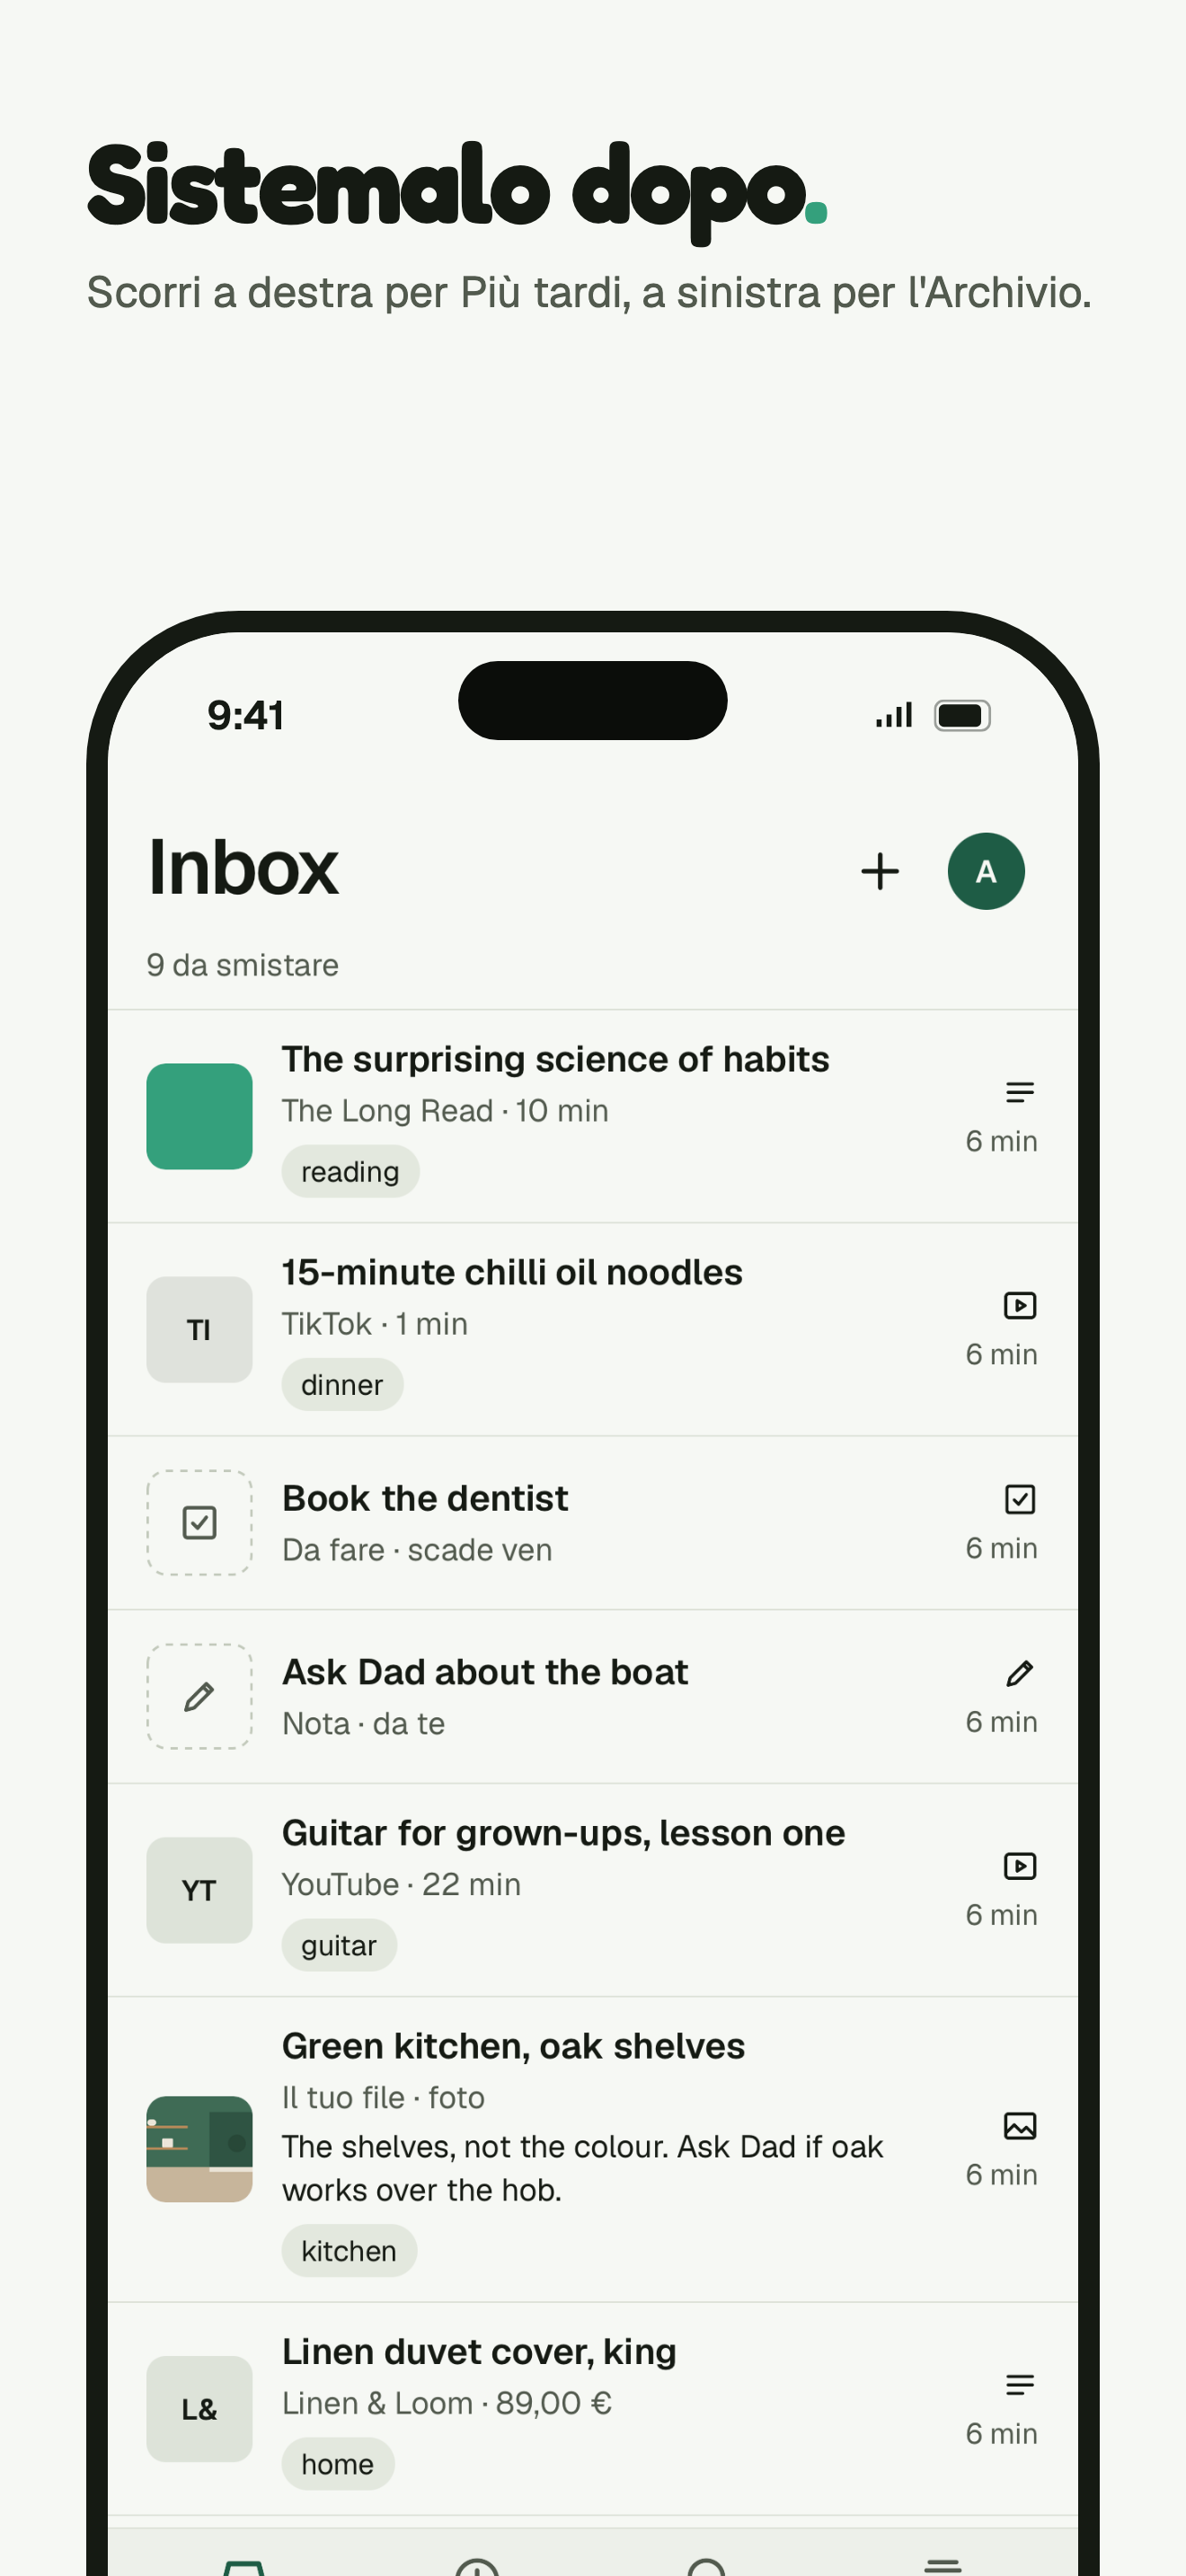 Sistemalo dopo.
Scorri a destra per Più tardi, a sinistra per l'Archivio.
9:41
Inbox
A
9 da smistare
The surprising science of habits
The Long Read · 10 min
6 min
reading
15-minute chilli oil noodles
TI
TikTok · 1 min
6 min
dinner
Book the dentist
Da fare · scade ven
6 min
Ask Dad about the boat
Nota · da te
6 min
Guitar for grown-ups, lesson one
YT
YouTube · 22 min
6 min
guitar
Green kitchen, oak shelves
Il tuo file · foto
The shelves, not the colour. Ask Dad if oak
works over the hob.
6 min
kitchen
Linen duvet cover, king
L&
Linen & Loom · 89,00 €
6 min
home